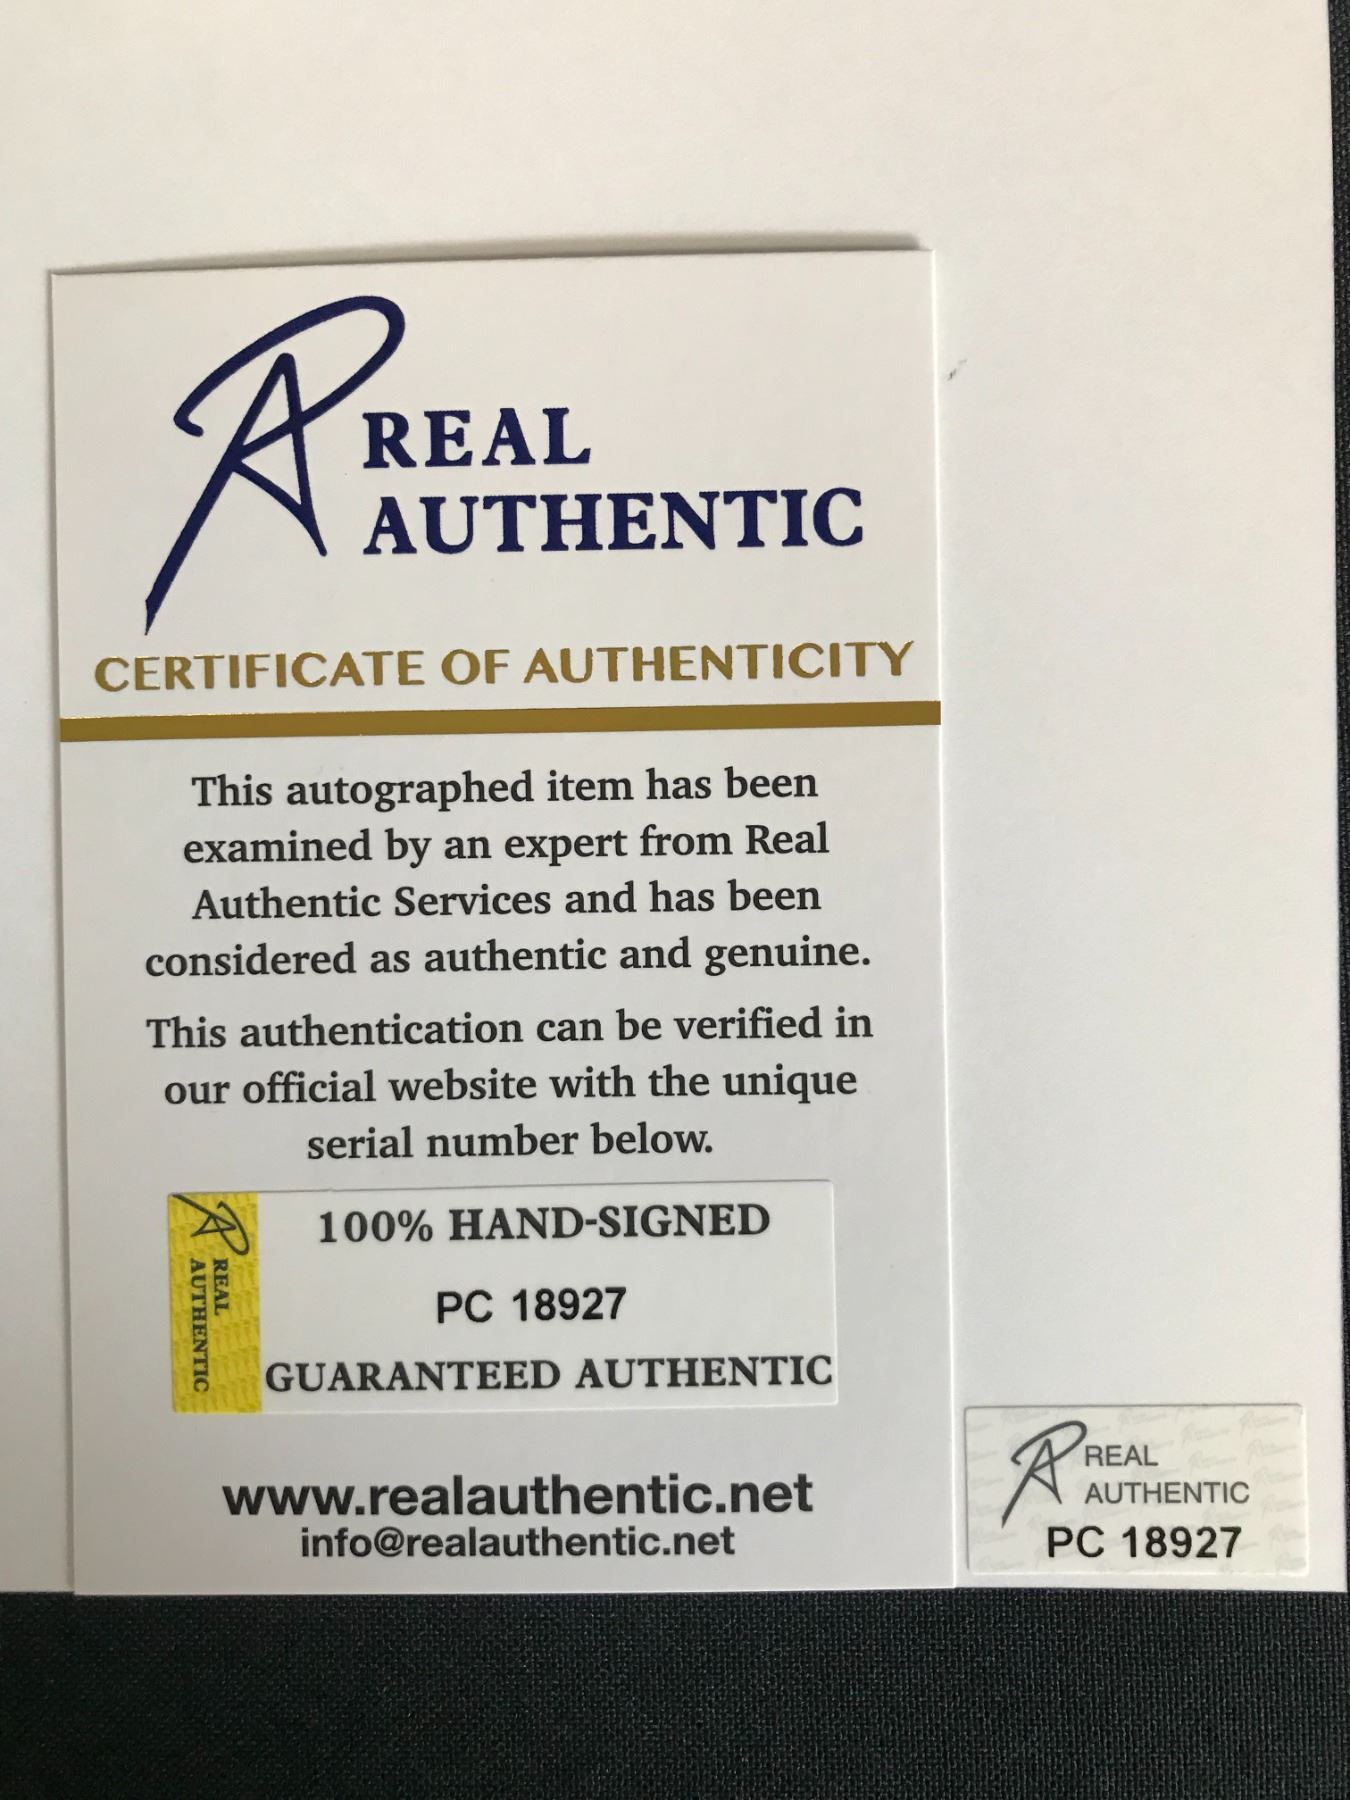 REAL
AUTHENTIC
CERTIFICATE OF AUTHENTICITY
This autographed item has been
examined by an expert from Real
Authentic Services and has been
considered as authentic and genuine.
This authentication can be verified in
our official website with the unique
serial number below.
REAL
AUTHENTIC
100% HAND-SIGNED
PC 18927
GUARANTEED AUTHENTIC
www.realauthentic.net
info@realauthentic.net
REAL
AUTHENTIC
PC 18927